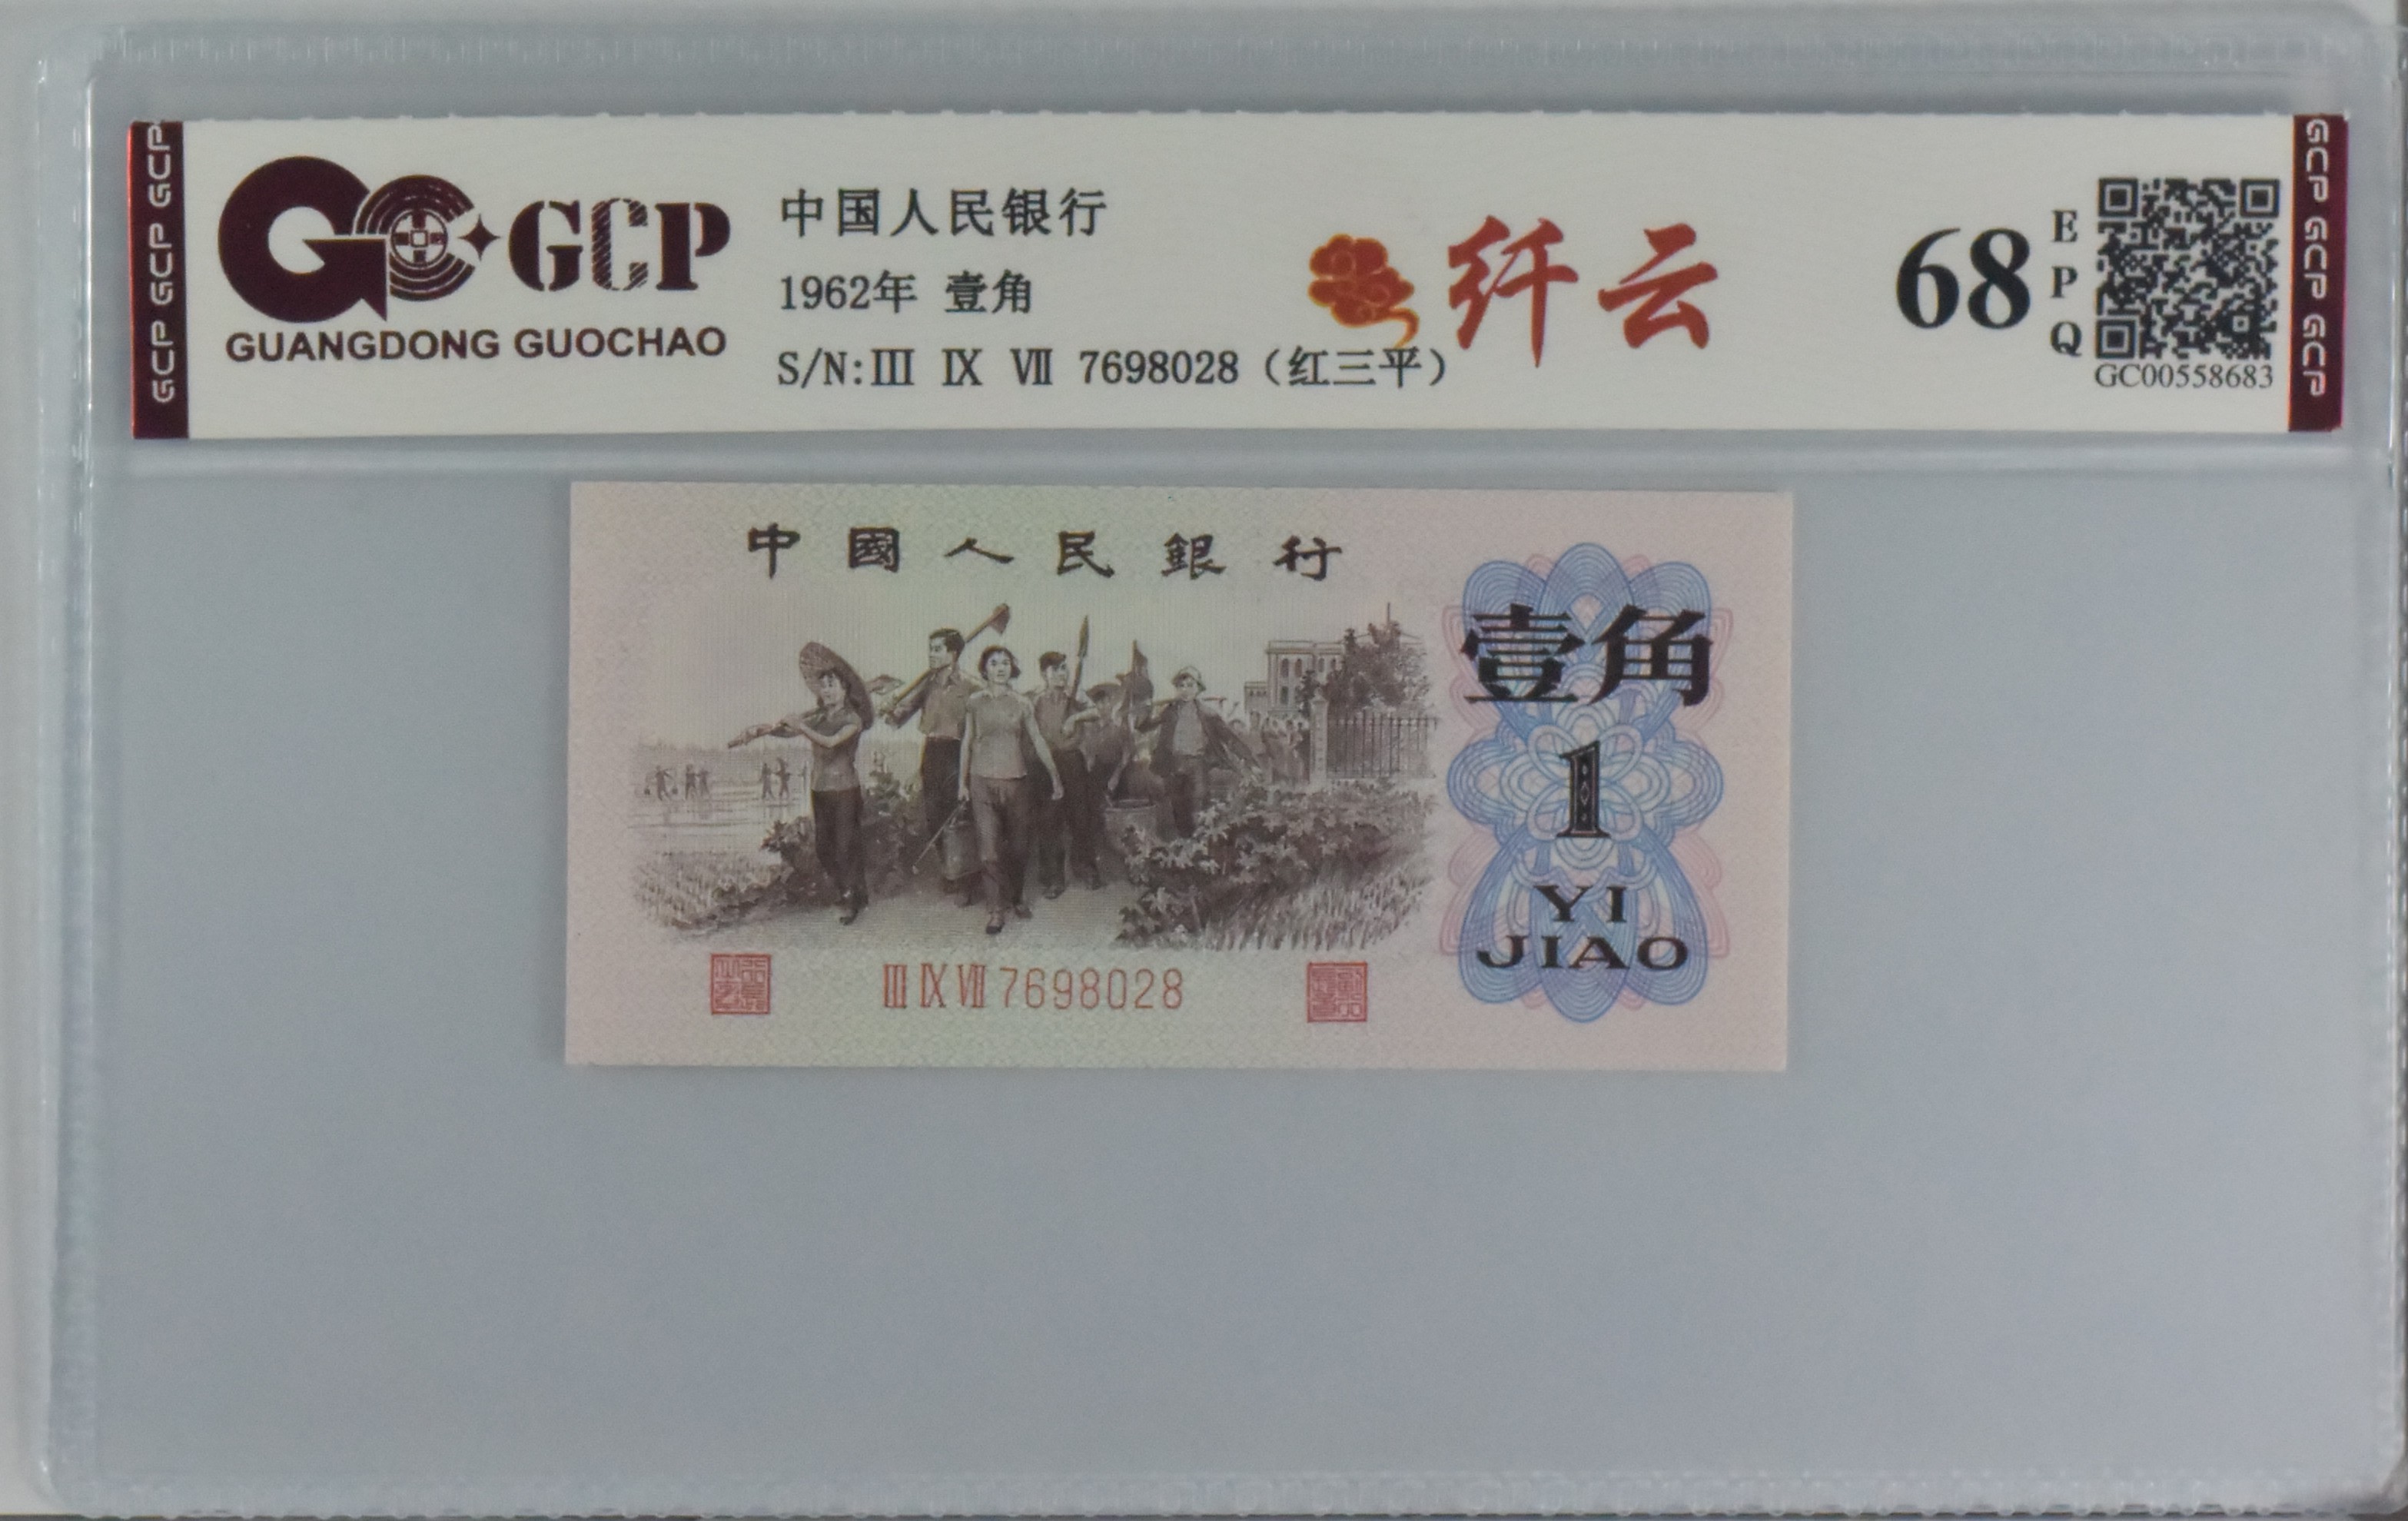 GCP GCP GCP
GCP
GUANGDONG GUOCHAO
中国人民银行
1962年 壹角
S/N:Ⅲ Ⅸ Ⅶ 7698028（红三平）
纤云
68
EPQ
GC00558683
GCP GCP GCP
中國人民銀行
壹角
1
YI
JIAO
Ⅲ Ⅸ Ⅶ 7698028